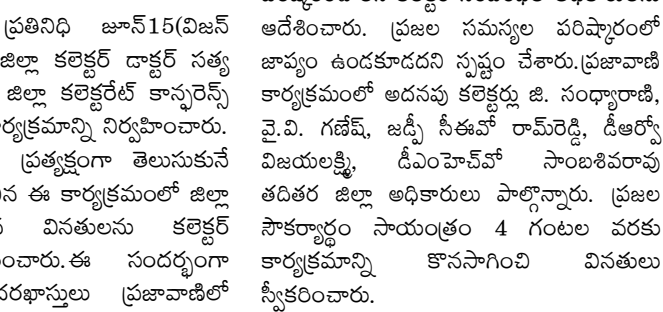 ప్రతినిధి జూన్15(విజన్
జిల్లా కలెక్టర్ డాక్టర్ సత్య
జిల్లా కలెక్టరేట్ కాన్ఫరెన్స్
ర్యక్రమాన్ని నిర్వహించారు.
ప్రత్యక్షంగా తెలుసుకునే
న ఈ కార్యక్రమంలో జిల్లా
వినతులను కలెక్టర్
ంచారు.ఈ సందర్భంగా
దరఖాస్తులు ప్రజావాణిలో
ఆదేశించారు. ప్రజల సమస్యల పరిష్కారంలో
జాప్యం ఉండకూడదని స్పష్టం చేశారు.ప్రజావాణి
కార్యక్రమంలో అదనపు కలెక్టర్లు జి. సంధ్యారాణి,
వై.వి. గణేష్, జడ్పీ సీఈవో రామ్‌రెడ్డి, డీఆర్వో
విజయలక్ష్మి, డీఎంహెచ్‌వో సాంబశివరావు
తదితర జిల్లా అధికారులు పాల్గొన్నారు. ప్రజల
సౌకర్యార్థం సాయంత్రం 4 గంటల వరకు
కార్యక్రమాన్ని కొనసాగించి వినతులు
స్వీకరించారు.